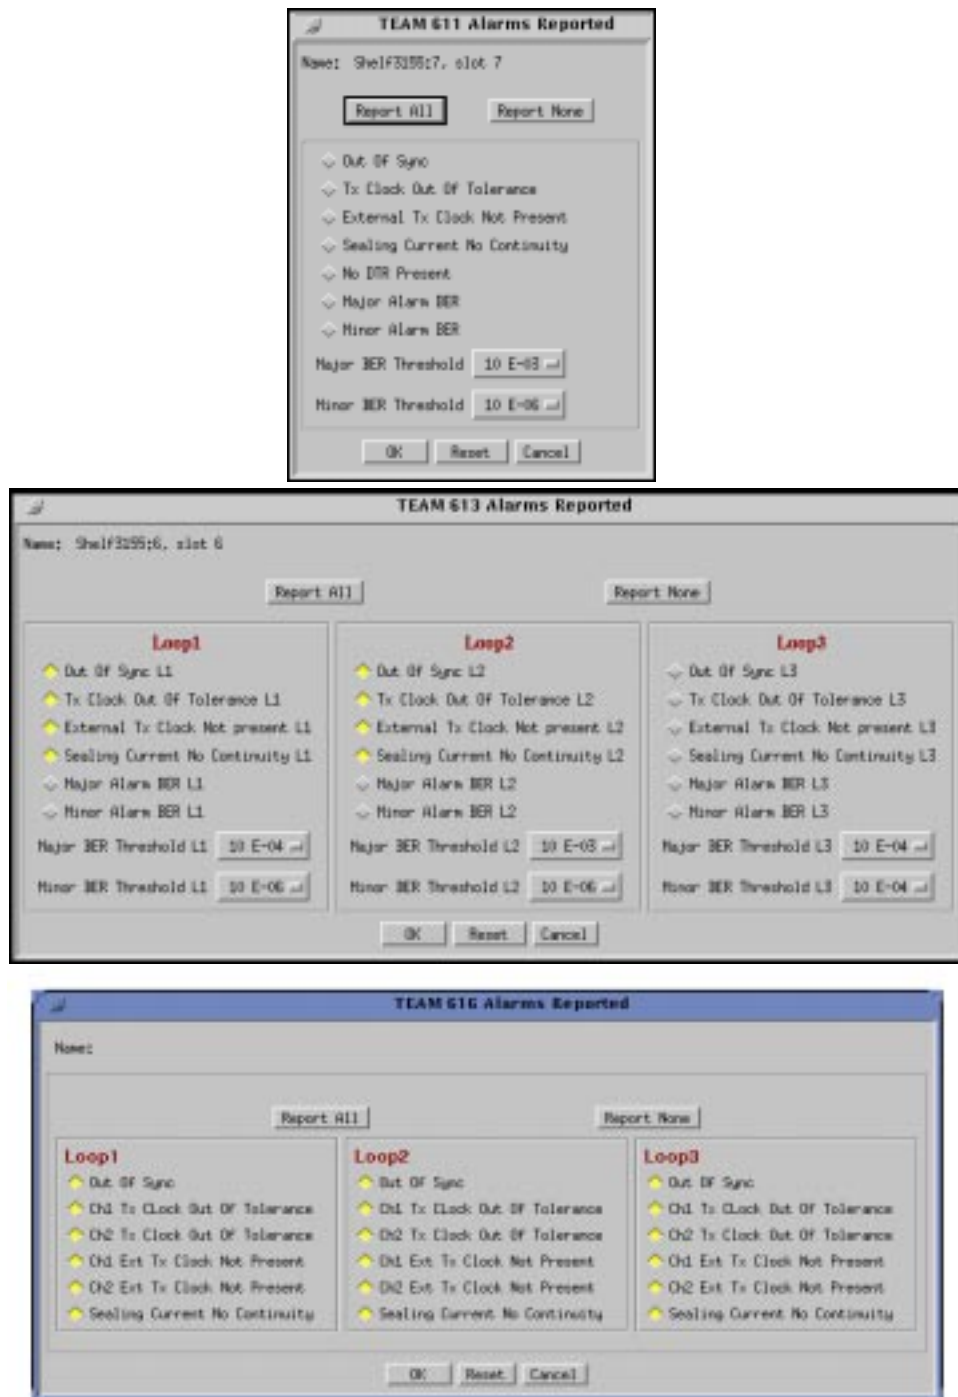 TEAM 611 Alarms Reported
Name: Shelf3155:7, slot 7
Report All Report None
Out Of Sync
Tx Clock Out Of Tolerance
External Tx Clock Not Present
Sealing Current No Continuity
No DTR Present
Major Alarm BER
Minor Alarm BER
Major BER Threshold 10 E-03
Minor BER Threshold 10 E-06
OK Reset Cancel
TEAM 613 Alarms Reported
Name: Shelf3155:6, slot 6
Report All Report None
Loop1 Loop2 Loop3
Out Of Sync L1 Out Of Sync L2 Out Of Sync L3
Tx Clock Out Of Tolerance L1 Tx Clock Out Of Tolerance L2 Tx Clock Out Of Tolerance L3
External Tx Clock Not present L1 External Tx Clock Not present L2 External Tx Clock Not present L3
Sealing Current No Continuity L1 Sealing Current No Continuity L2 Sealing Current No Continuity L3
Major Alarm BER L1 Major Alarm BER L2 Major Alarm BER L3
Minor Alarm BER L1 Minor Alarm BER L2 Minor Alarm BER L3
Major BER Threshold L1 10 E-04 Major BER Threshold L2 10 E-03 Major BER Threshold L3 10 E-04
Minor BER Threshold L1 10 E-06 Minor BER Threshold L2 10 E-06 Minor BER Threshold L3 10 E-04
OK Reset Cancel
TEAM 616 Alarms Reported
Name:
Report All Report None
Loop1 Loop2 Loop3
Out Of Sync Out Of Sync Out Of Sync
Ch1 Tx CLock Out Of Tolerance Ch1 Tx CLock Out Of Tolerance Ch1 Tx CLock Out Of Tolerance
Ch2 Tx Clock Out Of Tolerance Ch2 Tx Clock Out Of Tolerance Ch2 Tx Clock Out Of Tolerance
Ch1 Ext Tx Clock Not Present Ch1 Ext Tx Clock Not Present Ch1 Ext Tx Clock Not Present
Ch2 Ext Tx Clock Not Present Ch2 Ext Tx Clock Not Present Ch2 Ext Tx Clock Not Present
Sealing Current No Continuity Sealing Current No Continuity Sealing Current No Continuity
OK Reset Cancel